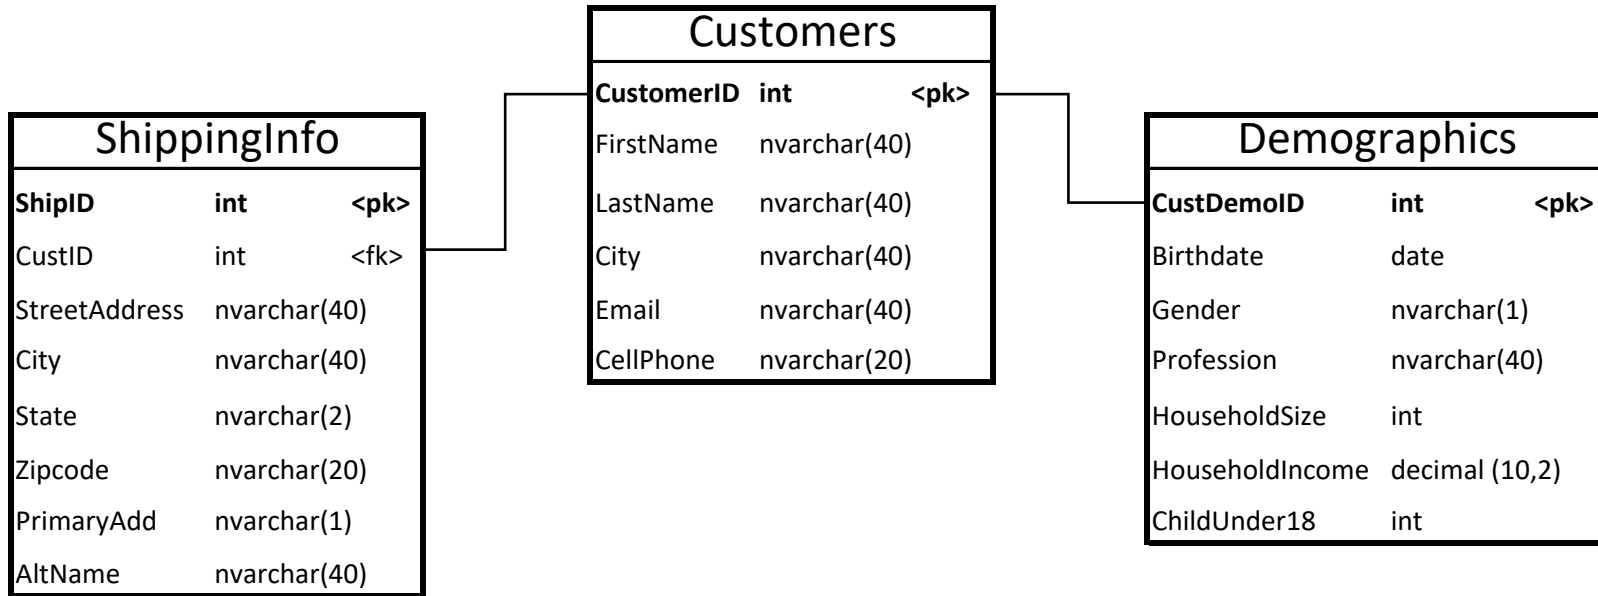 Customers
CustomerID int <pk>
FirstName nvarchar(40)
LastName nvarchar(40)
City nvarchar(40)
Email nvarchar(40)
CellPhone nvarchar(20)
ShippingInfo
ShipID int <pk>
CustID int <fk>
StreetAddress nvarchar(40)
City nvarchar(40)
State nvarchar(2)
Zipcode nvarchar(20)
PrimaryAdd nvarchar(1)
AltName nvarchar(40)
Demographics
CustDemoID int <pk>
Birthdate date
Gender nvarchar(1)
Profession nvarchar(40)
HouseholdSize int
HouseholdIncome decimal (10,2)
ChildUnder18 int